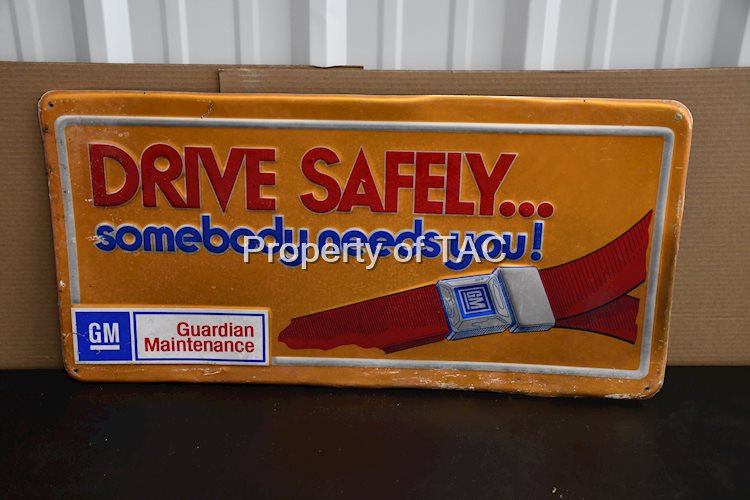 DRIVE SAFELY...
somebody needs you!
Property of TAC
GM
GM
Guardian
Maintenance